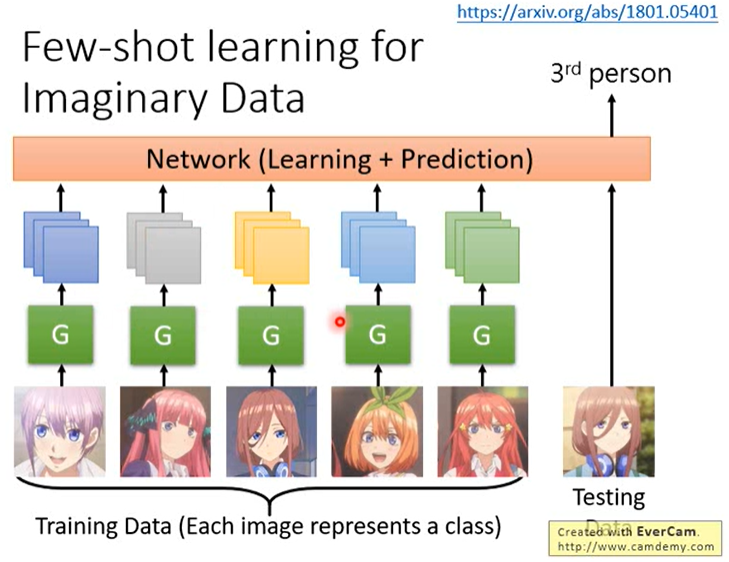 https://arxiv.org/abs/1801.05401
Few-shot learning for
Imaginary Data
3rd person
Network (Learning + Prediction)
G
G
G
G
G
Training Data (Each image represents a class)
Testing
Data
Created with EverCam.
http://www.camdemy.com